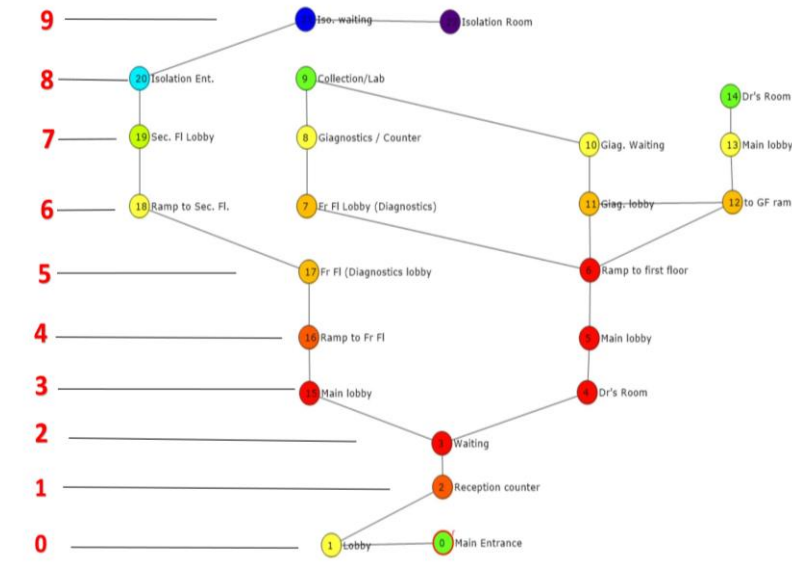 9 Iso. waiting Isolation Room
8 20 Isolation Ent. 9 Collection/Lab
14 Dr's Room
7 19 Sec. Fl Lobby 8 Giagnostics / Counter 10 Giag. Waiting 13 Main lobby
6 18 Ramp to Sec. Fl. 7 Fr Fl Lobby (Diagnostics) 11 Giag. lobby 12 to GF ram
5 17 Fr Fl (Diagnostics lobby 6 Ramp to first floor
4 16 Ramp to Fr Fl 5 Main lobby
3 15 Main lobby 4 Dr's Room
2 3 Waiting
1 2 Reception counter
0 1 Lobby 0 Main Entrance